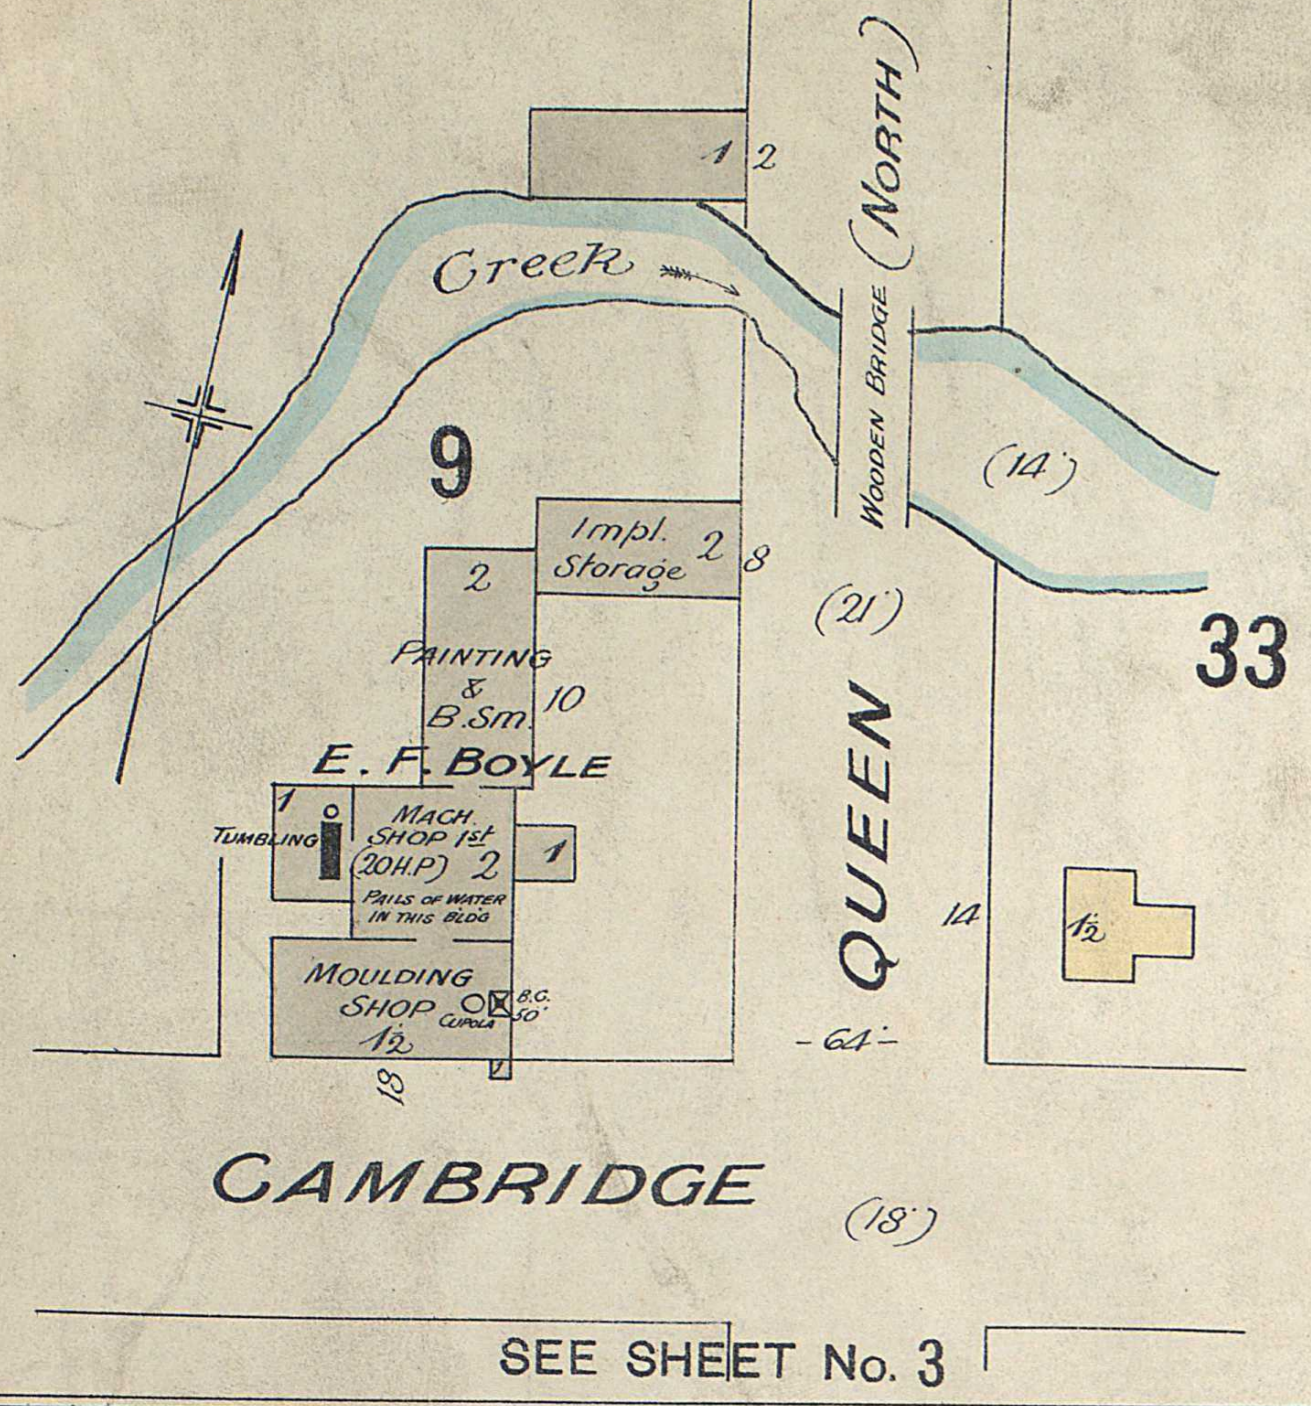 (NORTH)
1
2
Creek
WOODEN BRIDGE
9
(14')
Impl.
Storage
2
8
2
(21')
33
PAINTING
&
B.Sm.
10
E. F. BOYLE
QUEEN
1
TUMBLING
MACH.
SHOP 1st
(20H.P) 2
PAILS OF WATER
IN THIS BLDG
1
14
1½
MOULDING
SHOP
CUPOLA
B.G.
50'
1½
- 64' -
1
18
CAMBRIDGE
(18')
SEE SHEET No. 3